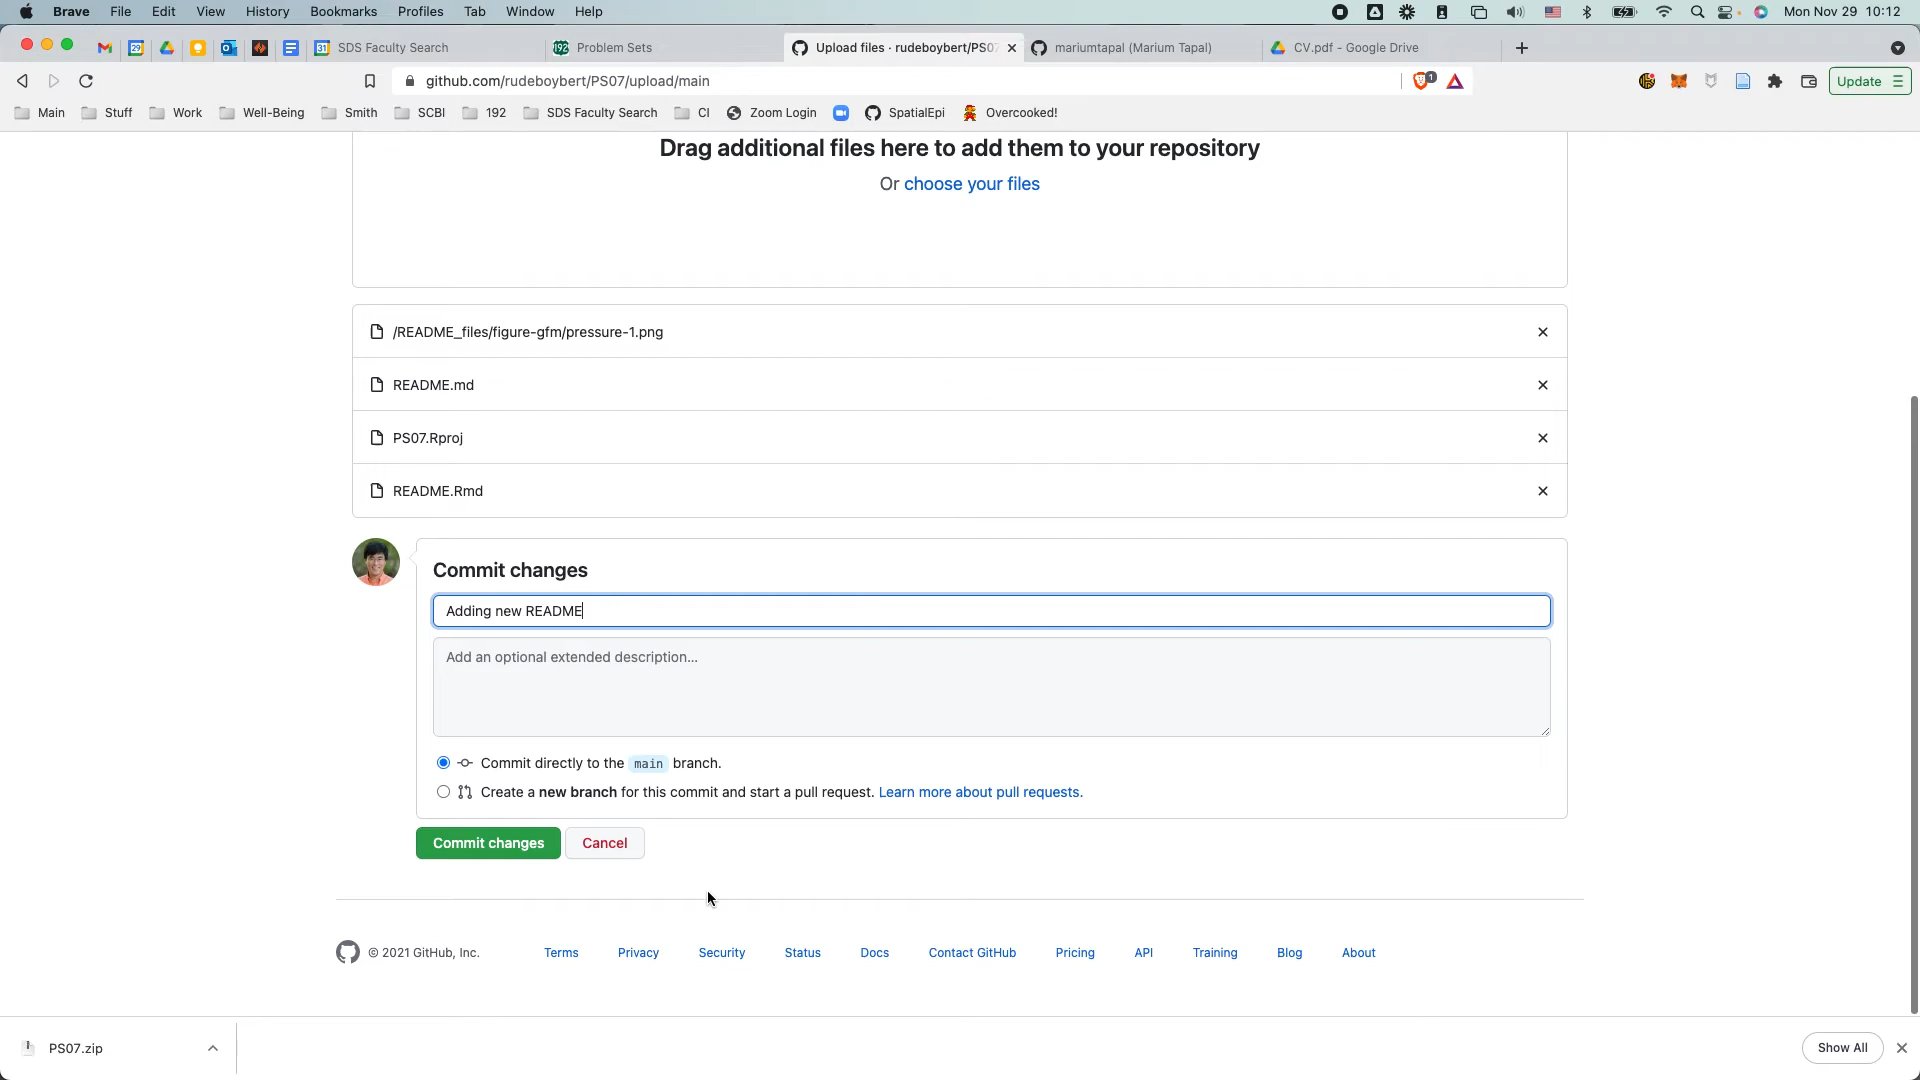 Brave File Edit View History Bookmarks Profiles Tab Window Help Mon Nov 29 10:12
SDS Faculty Search Problem Sets Upload files · rudeboybert/PS07 mariumtapal (Marium Tapal) CV.pdf - Google Drive
github.com/rudeboybert/PS07/upload/main 1 Update
Main Stuff Work Well-Being Smith SCBI 192 SDS Faculty Search CI Zoom Login SpatialEpi Overcooked!
Drag additional files here to add them to your repository
Or choose your files
/README_files/figure-gfm/pressure-1.png
README.md
PS07.Rproj
README.Rmd
Commit changes
Adding new README
Add an optional extended description...
Commit directly to the main branch.
Create a new branch for this commit and start a pull request. Learn more about pull requests.
Commit changes Cancel
© 2021 GitHub, Inc. Terms Privacy Security Status Docs Contact GitHub Pricing API Training Blog About
PS07.zip Show All